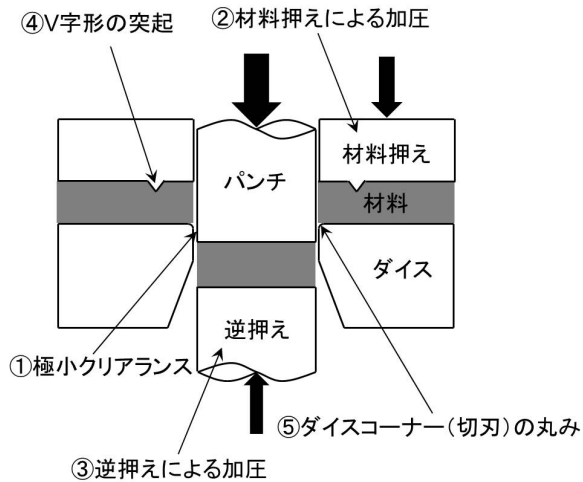 ④V字形の突起
②材料押えによる加圧
材料押え
パンチ
材料
ダイス
逆押え
①極小クリアランス
⑤ダイスコーナー(切刃)の丸み
③逆押えによる加圧